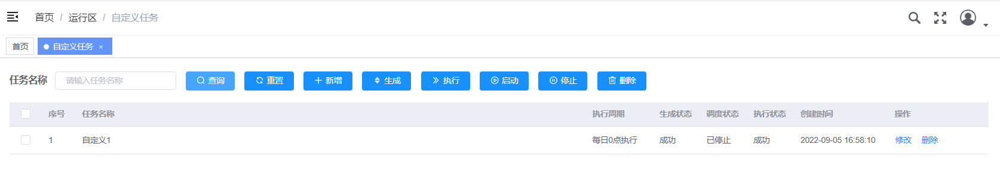 首页 / 运行区 / 自定义任务
首页 自定义任务 ×
任务名称 请输入任务名称 查询 重置 新增 生成 执行 启动 停止 删除
序号 任务名称 执行周期 生成状态 调度状态 执行状态 创建时间 操作
1 自定义1 每日0点执行 成功 已停止 成功 2022-09-05 16:58:10 修改 删除